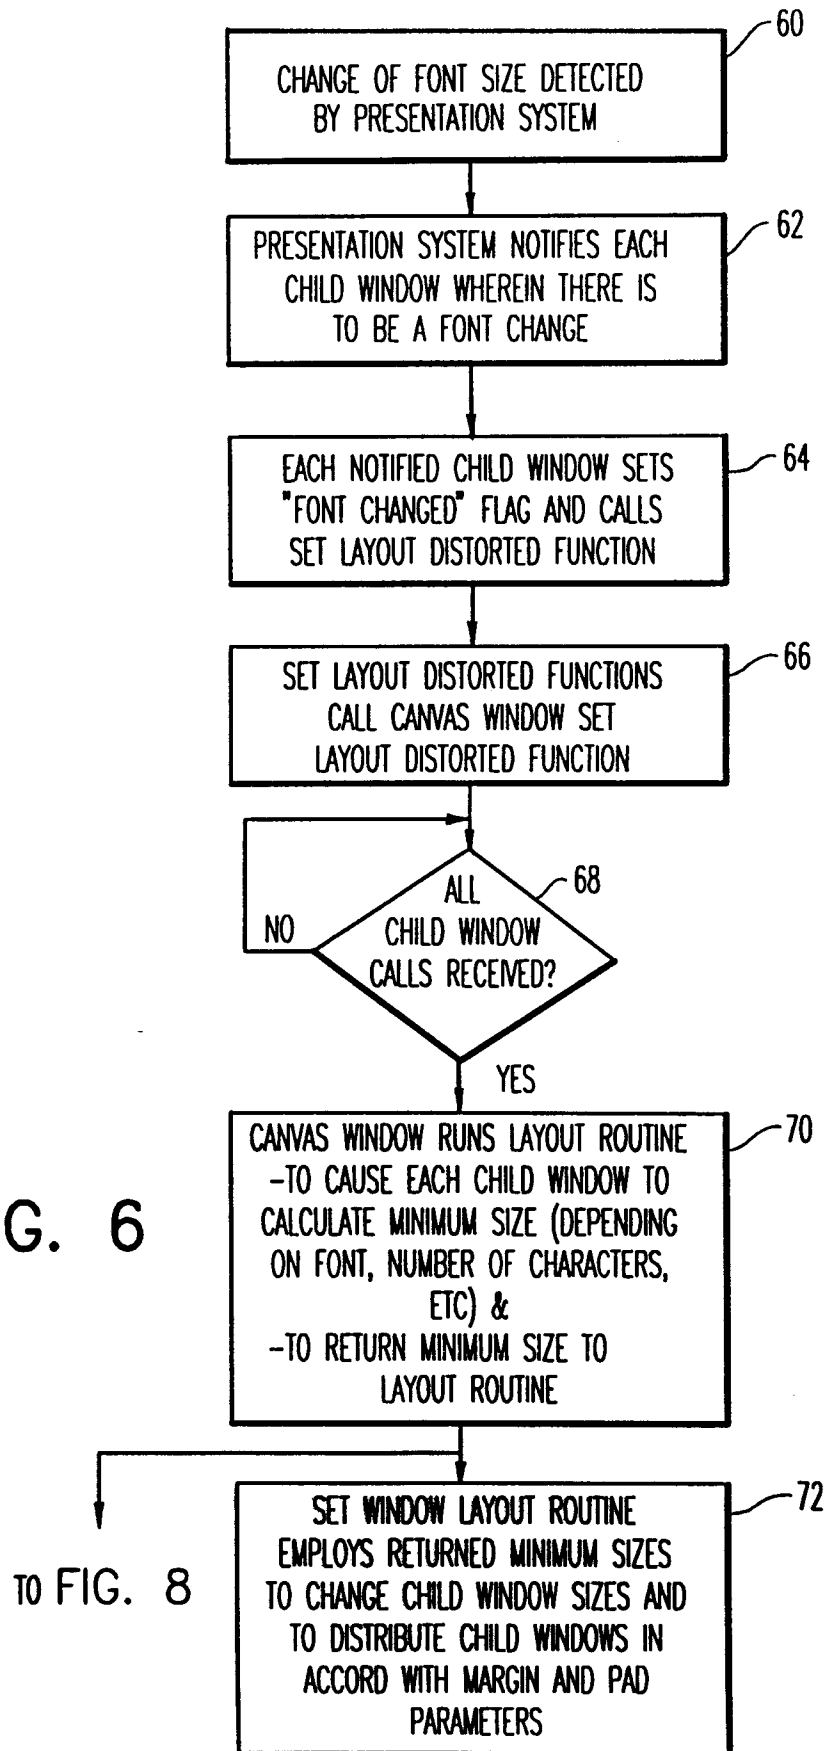 60
CHANGE OF FONT SIZE DETECTED
BY PRESENTATION SYSTEM
62
PRESENTATION SYSTEM NOTIFIES EACH
CHILD WINDOW WHEREIN THERE IS
TO BE A FONT CHANGE
64
EACH NOTIFIED CHILD WINDOW SETS
"FONT CHANGED" FLAG AND CALLS
SET LAYOUT DISTORTED FUNCTION
66
SET LAYOUT DISTORTED FUNCTIONS
CALL CANVAS WINDOW SET
LAYOUT DISTORTED FUNCTION
68
ALL
CHILD WINDOW
CALLS RECEIVED?
NO
YES
70
CANVAS WINDOW RUNS LAYOUT ROUTINE
-TO CAUSE EACH CHILD WINDOW TO
CALCULATE MINIMUM SIZE (DEPENDING
ON FONT, NUMBER OF CHARACTERS,
ETC) &
-TO RETURN MINIMUM SIZE TO
LAYOUT ROUTINE
G. 6
72
SET WINDOW LAYOUT ROUTINE
EMPLOYS RETURNED MINIMUM SIZES
TO CHANGE CHILD WINDOW SIZES AND
TO DISTRIBUTE CHILD WINDOWS IN
ACCORD WITH MARGIN AND PAD
PARAMETERS
TO FIG. 8